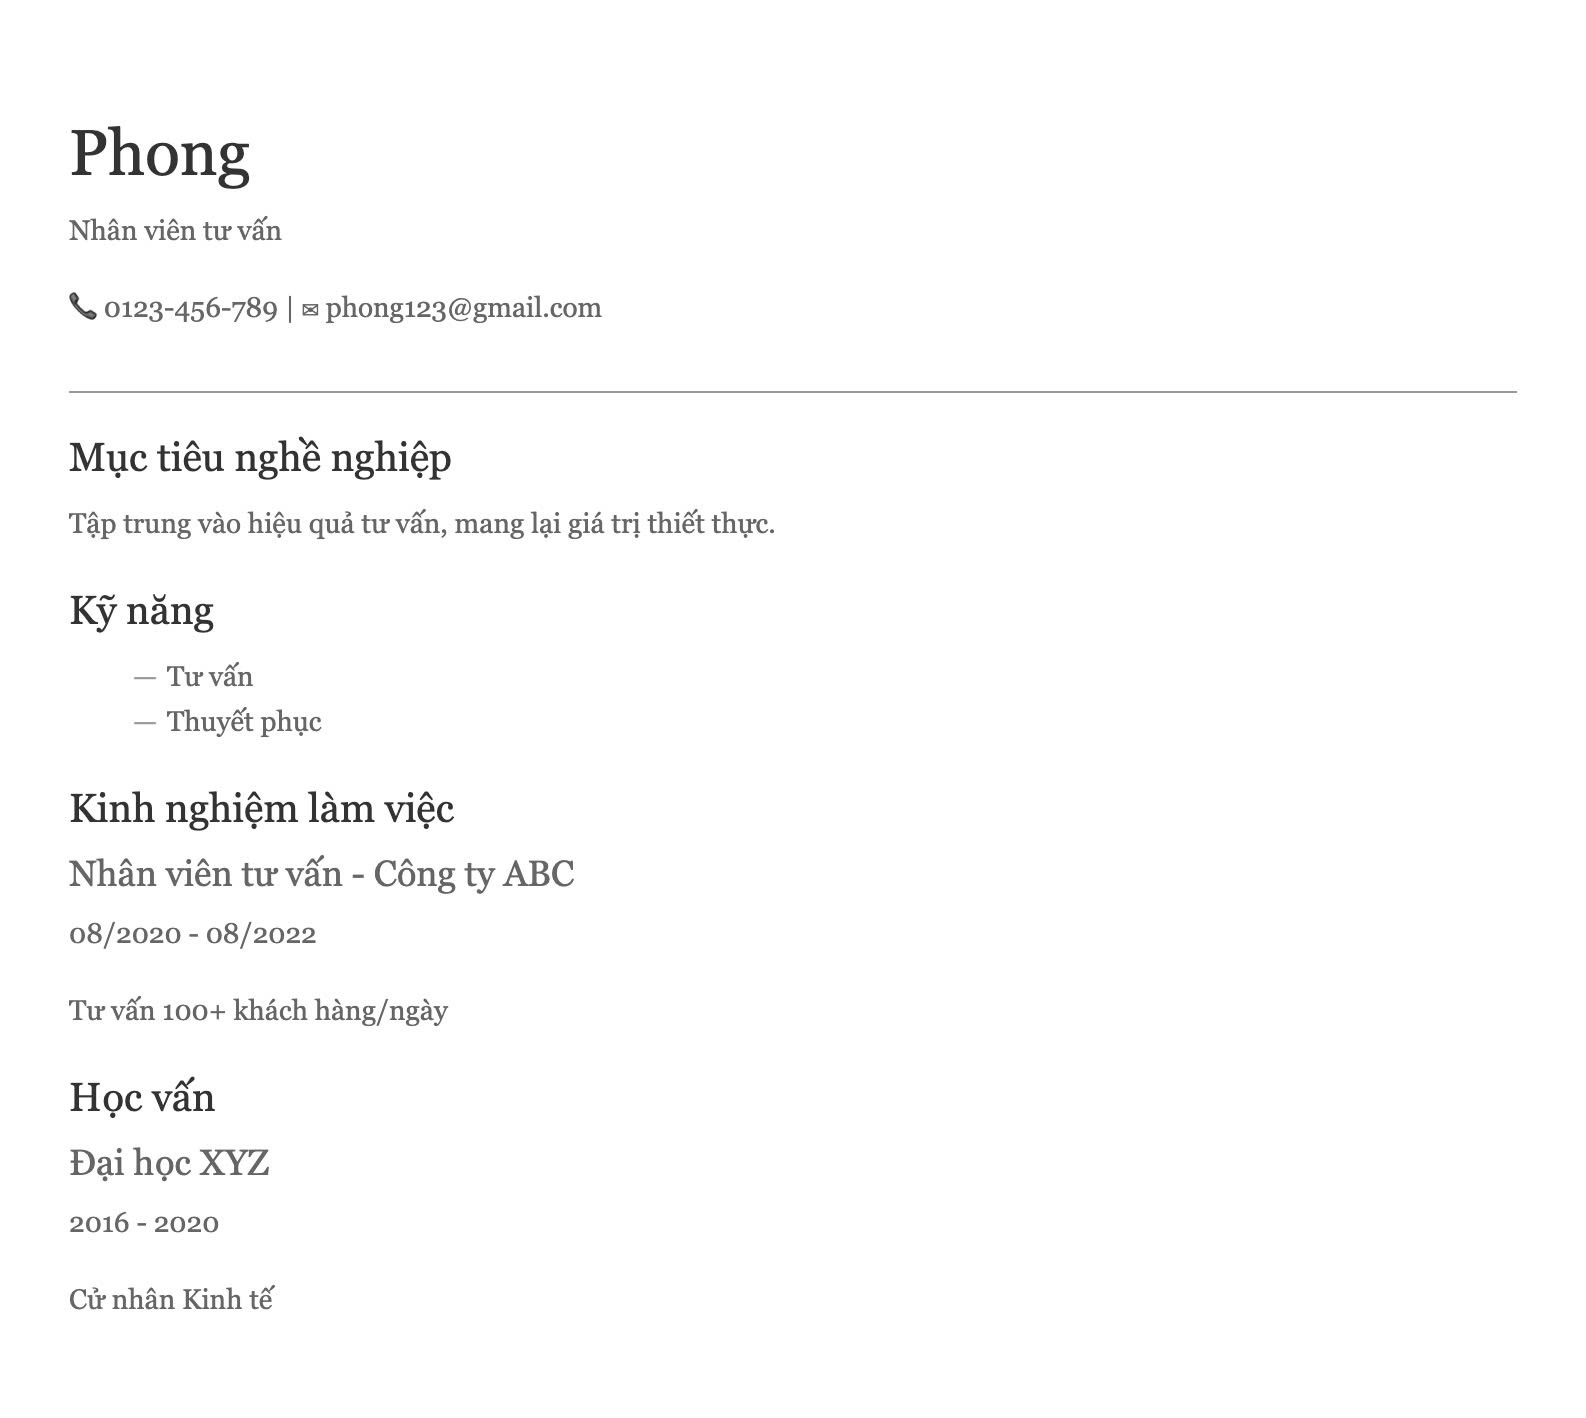 Phong
Nhân viên tư vấn
📞 0123-456-789 | ✉ phong123@gmail.com
Mục tiêu nghề nghiệp
Tập trung vào hiệu quả tư vấn, mang lại giá trị thiết thực.
Kỹ năng
— Tư vấn
— Thuyết phục
Kinh nghiệm làm việc
Nhân viên tư vấn - Công ty ABC
08/2020 - 08/2022
Tư vấn 100+ khách hàng/ngày
Học vấn
Đại học XYZ
2016 - 2020
Cử nhân Kinh tế